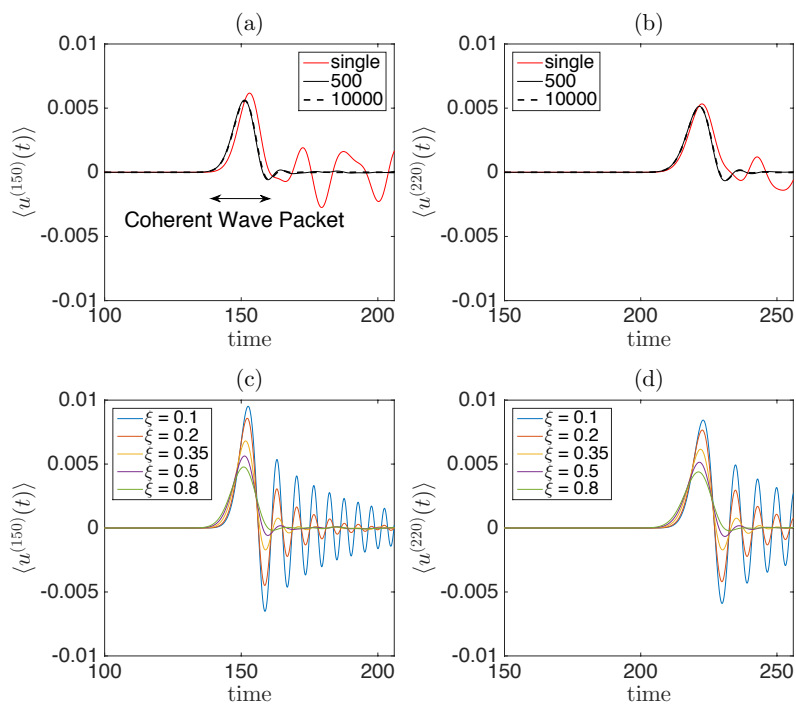 (a)
0.01
0.005
0
-0.005
-0.01
⟨u^(150)(t)⟩
single
500
10000
Coherent Wave Packet
100
150
200
time
(b)
0.01
0.005
0
-0.005
-0.01
⟨u^(220)(t)⟩
single
500
10000
150
200
250
time
(c)
0.01
0.005
0
-0.005
-0.01
⟨u^(150)(t)⟩
ξ = 0.1
ξ = 0.2
ξ = 0.35
ξ = 0.5
ξ = 0.8
100
150
200
time
(d)
0.01
0.005
0
-0.005
-0.01
⟨u^(220)(t)⟩
ξ = 0.1
ξ = 0.2
ξ = 0.35
ξ = 0.5
ξ = 0.8
150
200
250
time